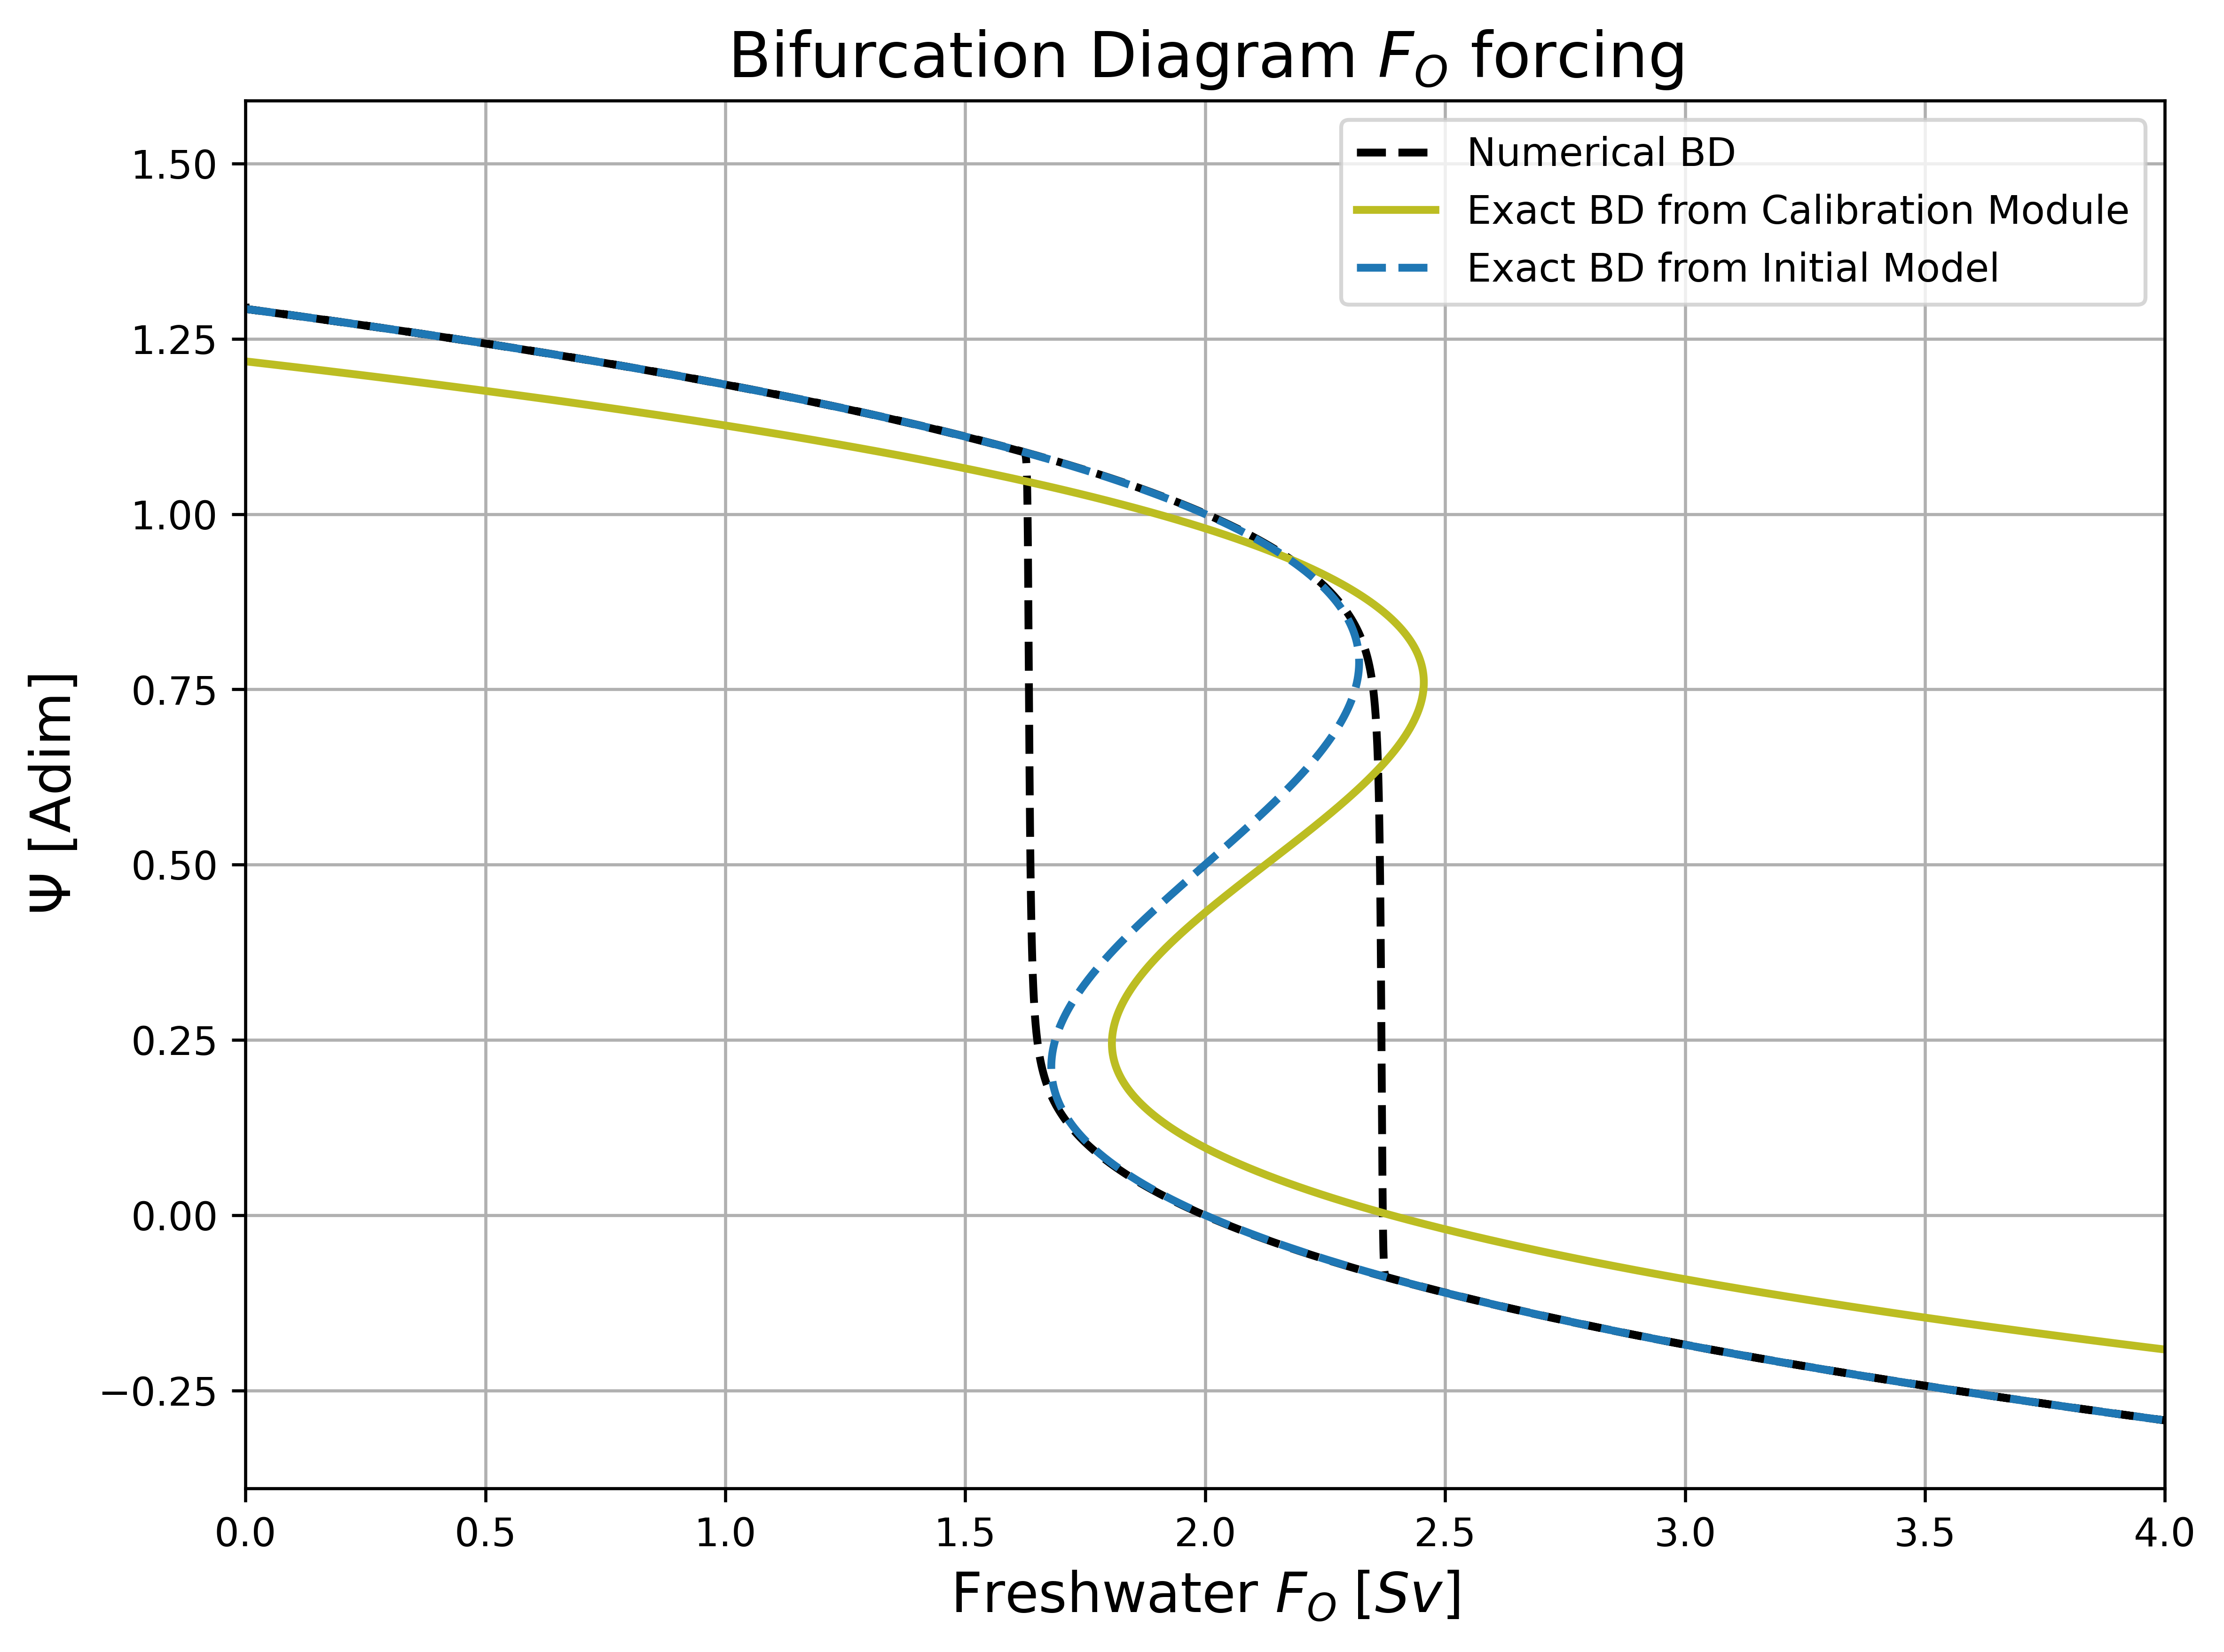 Bifurcation Diagram F_O forcing
Numerical BD
Exact BD from Calibration Module
Exact BD from Initial Model
Ψ [Adim]
1.50
1.25
1.00
0.75
0.50
0.25
0.00
−0.25
0.0 0.5 1.0 1.5 2.0 2.5 3.0 3.5 4.0
Freshwater F_O [Sv]